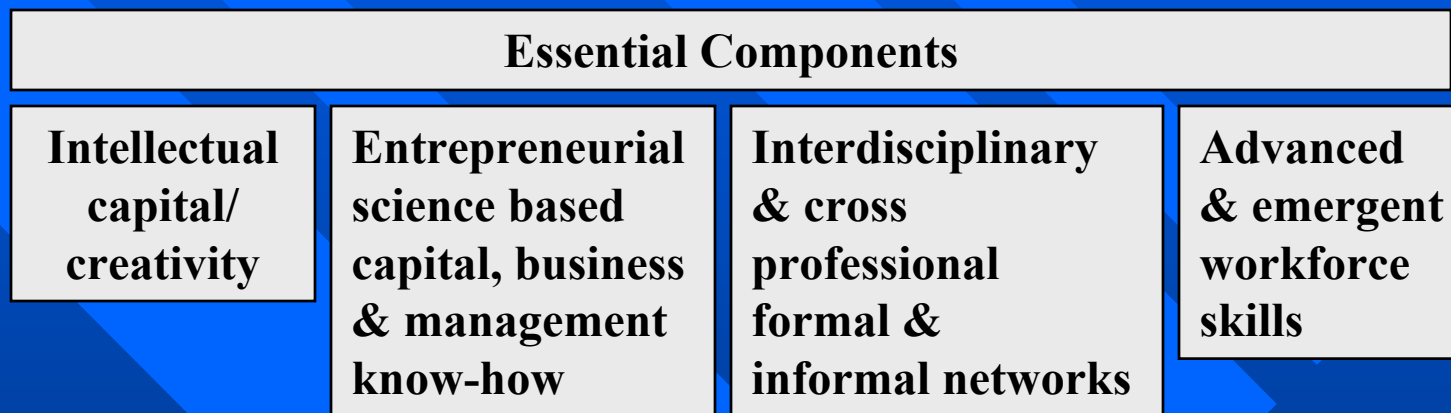 Essential Components
Intellectual
capital/
creativity
Entrepreneurial
science based
capital, business
& management
know-how
Interdisciplinary
& cross
professional
formal &
informal networks
Advanced
& emergent
workforce
skills